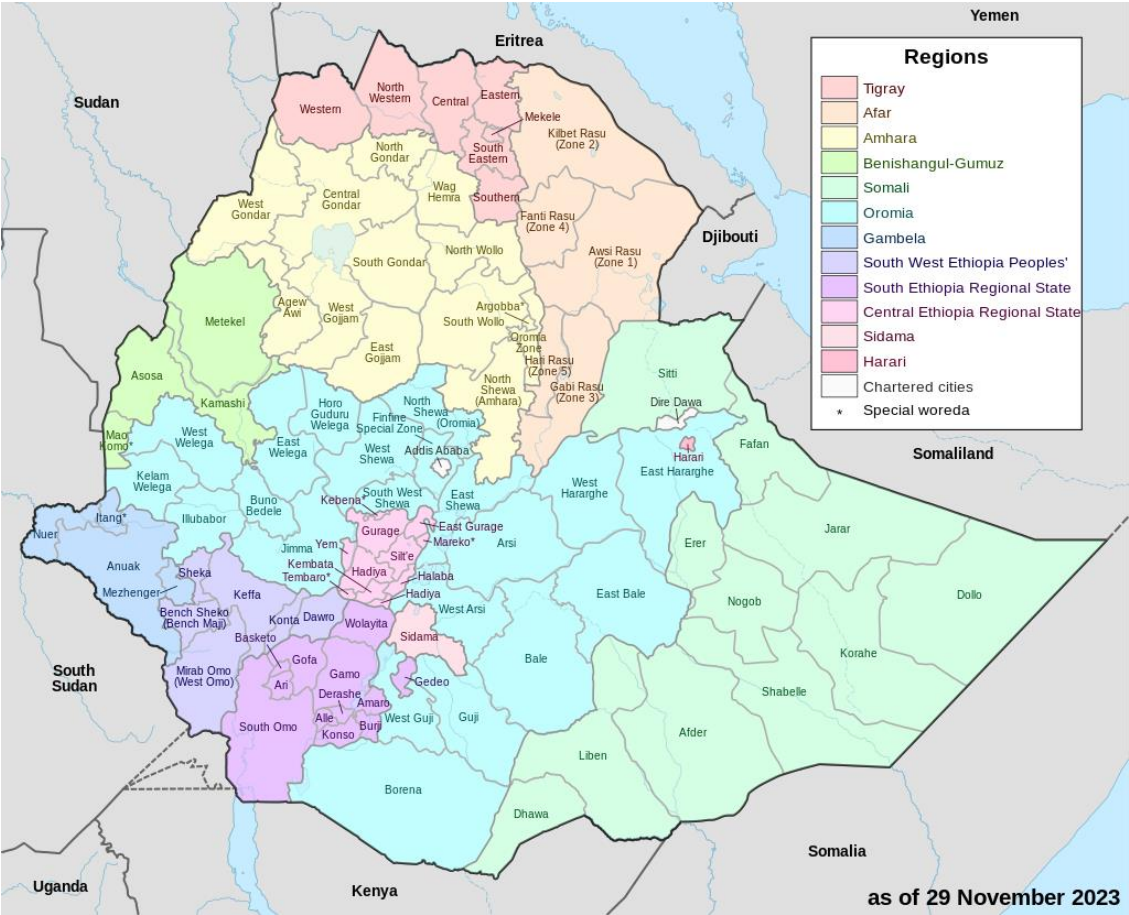 Yemen
Eritrea
Sudan
Djibouti
Somaliland
Somalia
Kenya
Uganda
South
Sudan
Regions
Tigray
Afar
Amhara
Benishangul-Gumuz
Somali
Oromia
Gambela
South West Ethiopia Peoples'
South Ethiopia Regional State
Central Ethiopia Regional State
Sidama
Harari
Chartered cities
* Special woreda
Western
North
Western
Central
Eastern
Mekele
South
Eastern
Southern
Kilbet Rasu
(Zone 2)
Fanti Rasu
(Zone 4)
Awsi Rasu
(Zone 1)
Hari Rasu
(Zone 5)
Gabi Rasu
(Zone 3)
North
Gondar
Wag
Hemra
Central
Gondar
West
Gondar
South Gondar
North Wollo
Agew
Awi
West
Gojjam
East
Gojjam
South Wollo
Argobba*
Oromia
Zone
North
Shewa
(Amhara)
Metekel
Asosa
Kamashi
Mao
Komo*
West
Welega
Kelam
Welega
East
Welega
Horo
Guduru
Welega
Finfine
Special Zone
North
Shewa
(Oromia)
West
Shewa
Addis Ababa
South West
Shewa
East
Shewa
Buno
Bedele
Illubabor
Jimma
Arsi
West Arsi
West
Hararghe
East Hararghe
Harari
Dire Dawa
East Bale
Bale
Guji
West Guji
Borena
Sitti
Fafan
Jarar
Erer
Nogob
Dollo
Korahe
Shabelle
Afder
Liben
Dhawa
Nuer
Itang*
Anuak
Mezhenger
Sheka
Keffa
Bench Sheko
(Bench Maji)
Konta
Dawro
Mirab Omo
(West Omo)
Kebena*
Gurage
East Gurage
Mareko*
Yem
Silt'e
Kembata
Hadiya
Tembaro*
Halaba
Hadiya
Wolayita
Sidama
Basketo
Gofa
Gamo
Ari
Gedeo
Derashe
Amaro
Alle
Burji
Konso
South Omo
as of 29 November 2023